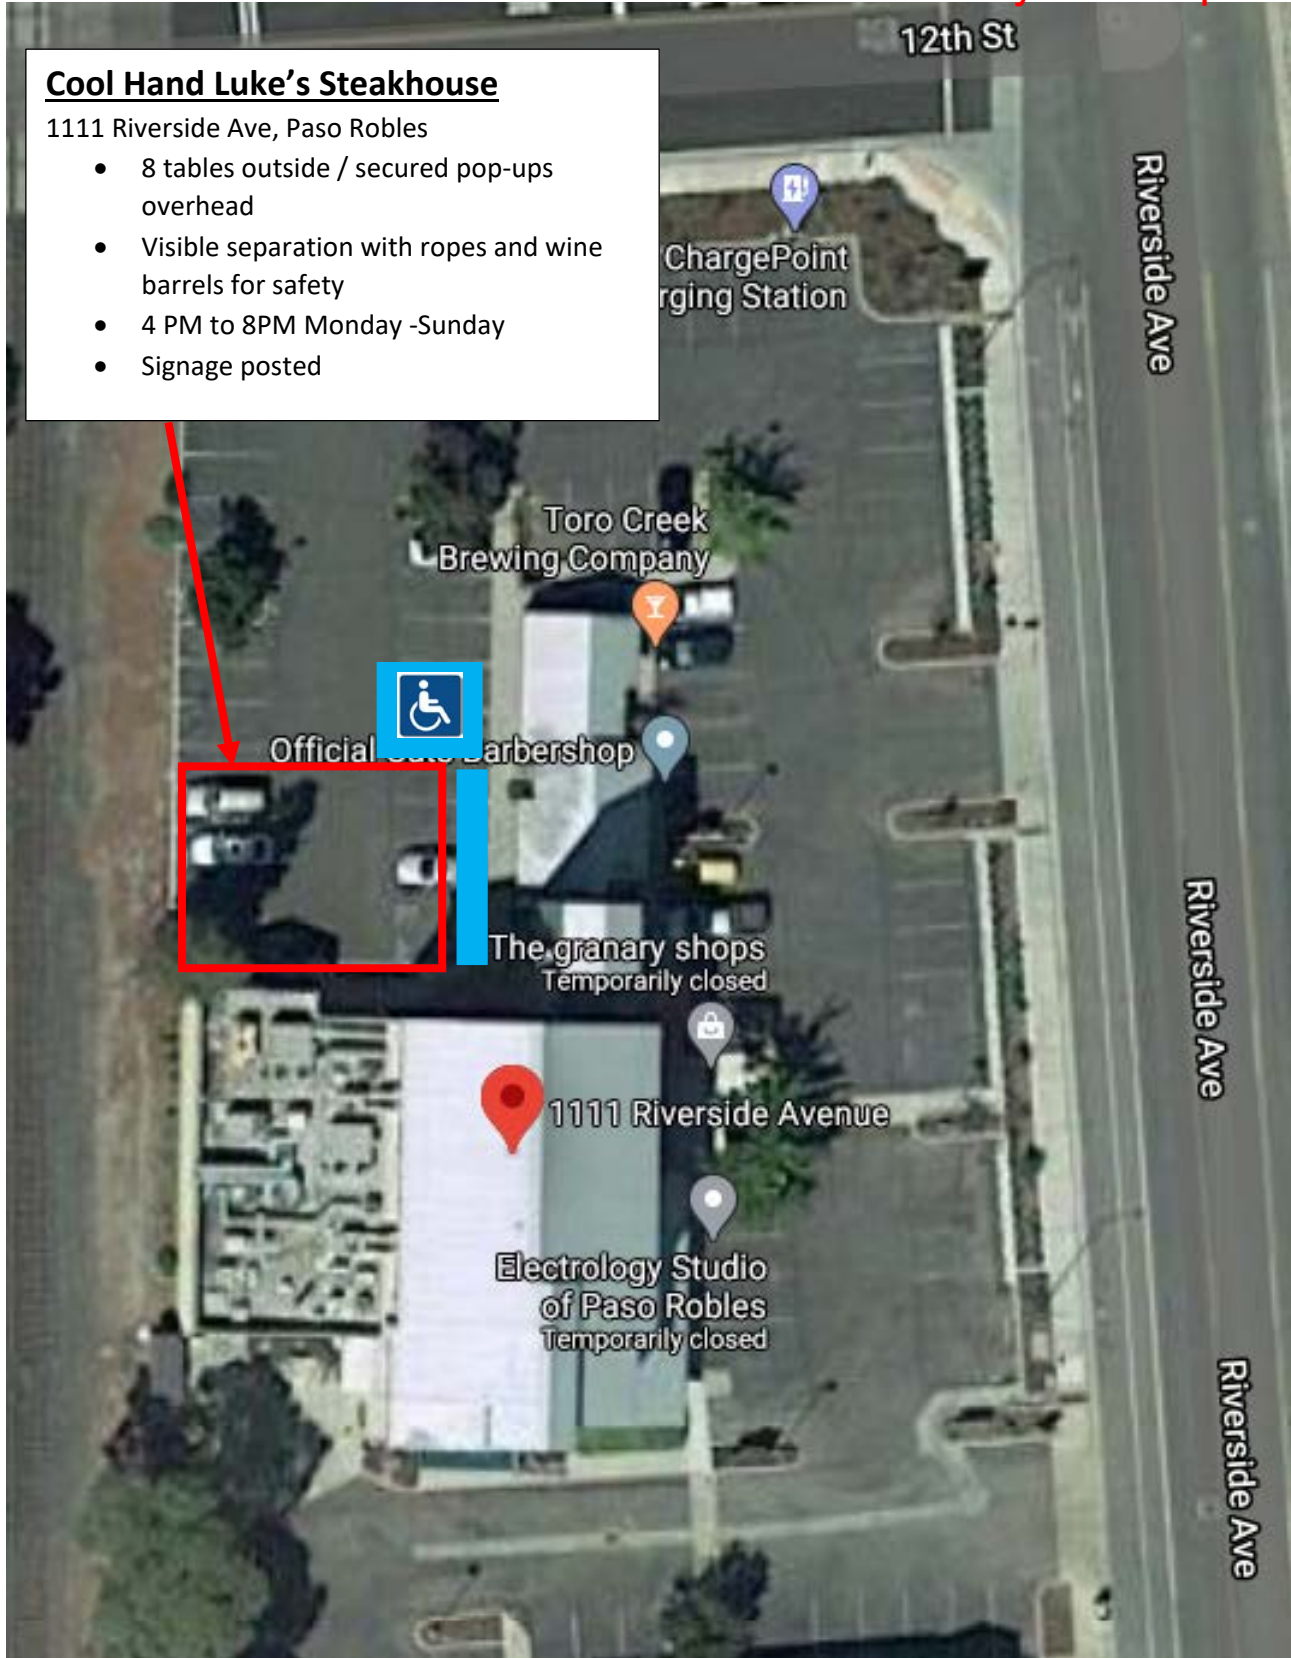 12th St
Cool Hand Luke’s Steakhouse
1111 Riverside Ave, Paso Robles
• 8 tables outside / secured pop-ups
overhead
• Visible separation with ropes and wine
barrels for safety
• 4 PM to 8PM Monday -Sunday
• Signage posted
Riverside Ave
ChargePoint
rging Station
Toro Creek
Brewing Company
Official Barbershop
The granary shops
Temporarily closed
Riverside Ave
1111 Riverside Avenue
Electrology Studio
of Paso Robles
Temporarily closed
Riverside Ave